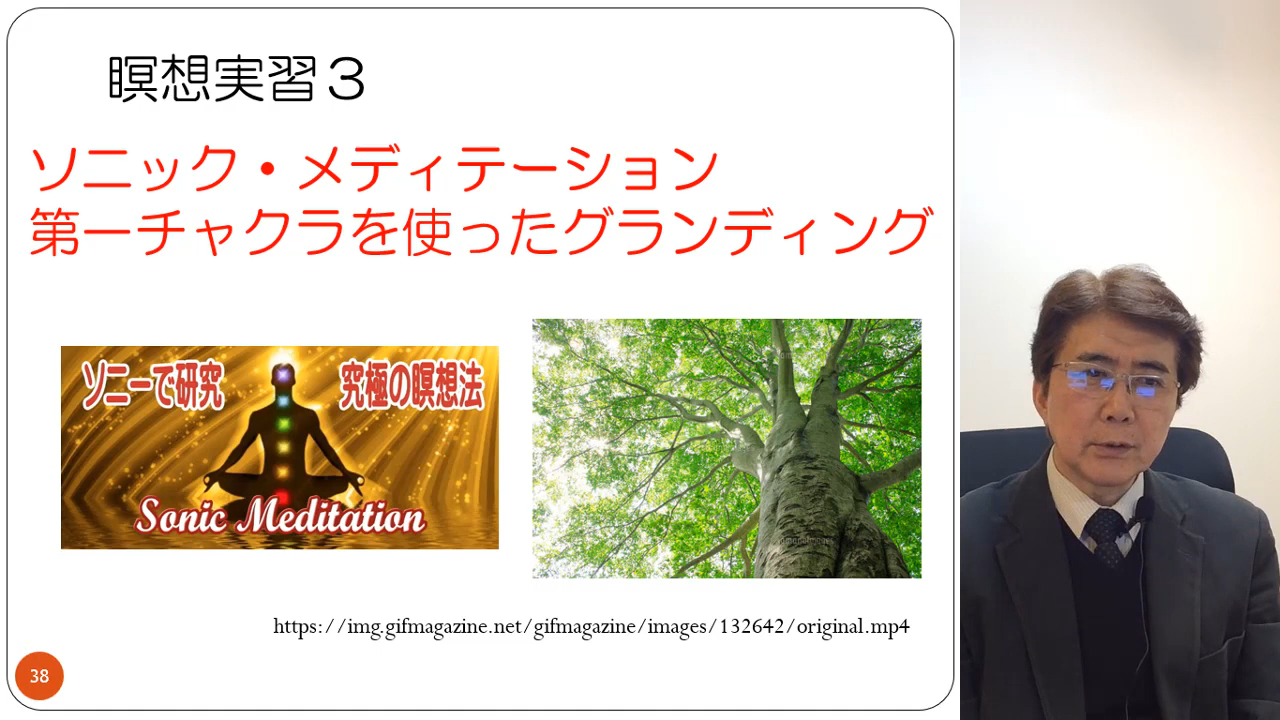 瞑想実習３
ソニック・メディテーション
第一チャクラを使ったグランディング
ソニーで研究
究極の瞑想法
Sonic Meditation
https://img.gifmagazine.net/gifmagazine/images/132642/original.mp4
38